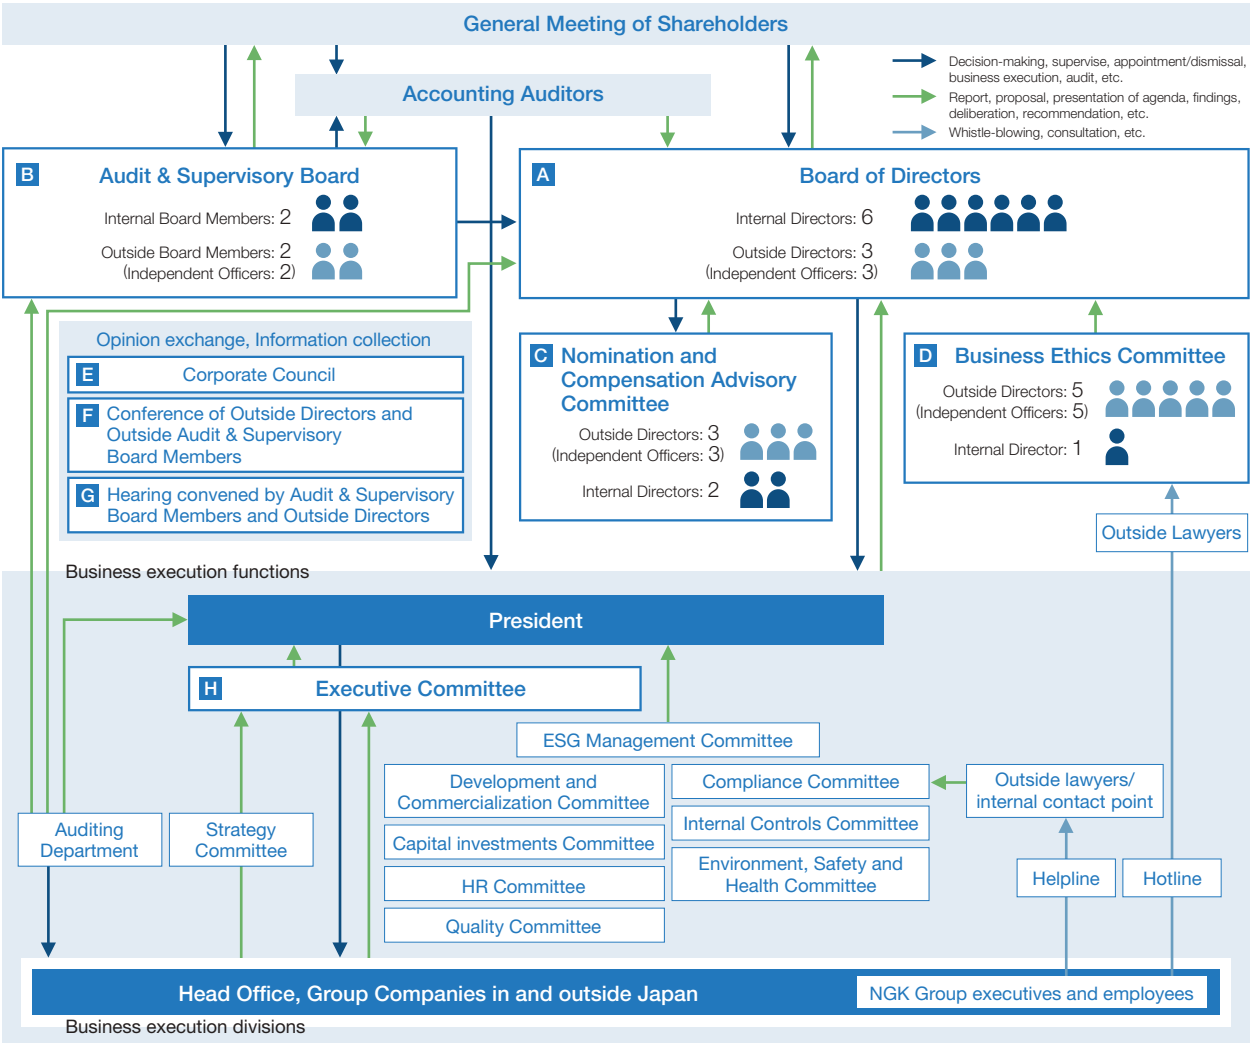 General Meeting of Shareholders
Decision-making, supervise, appointment/dismissal,
business execution, audit, etc.
Report, proposal, presentation of agenda, findings,
deliberation, recommendation, etc.
Whistle-blowing, consultation, etc.
Accounting Auditors
B Audit & Supervisory Board
Internal Board Members: 2
Outside Board Members: 2
(Independent Officers: 2)
A Board of Directors
Internal Directors: 6
Outside Directors: 3
(Independent Officers: 3)
Opinion exchange, Information collection
E Corporate Council
F Conference of Outside Directors and
Outside Audit & Supervisory
Board Members
G Hearing convened by Audit & Supervisory
Board Members and Outside Directors
C Nomination and
Compensation Advisory
Committee
Outside Directors: 3
(Independent Officers: 3)
Internal Directors: 2
D Business Ethics Committee
Outside Directors: 5
(Independent Officers: 5)
Internal Director: 1
Outside Lawyers
Business execution functions
President
H Executive Committee
ESG Management Committee
Development and
Commercialization Committee
Compliance Committee
Outside lawyers/
internal contact point
Auditing
Department
Strategy
Committee
Capital investments Committee
Internal Controls Committee
HR Committee
Environment, Safety and
Health Committee
Quality Committee
Helpline
Hotline
Head Office, Group Companies in and outside Japan
NGK Group executives and employees
Business execution divisions